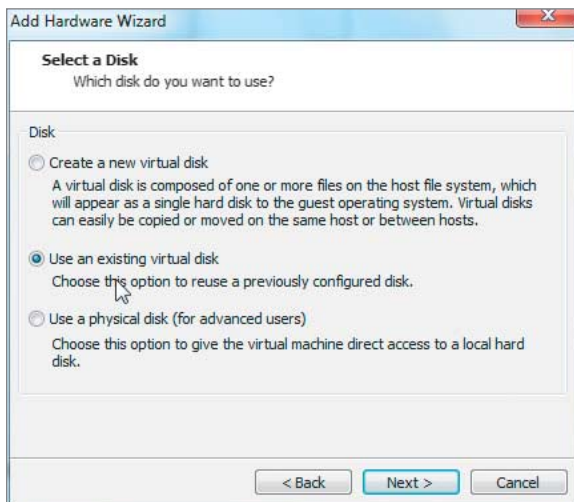 Add Hardware Wizard
Select a Disk
Which disk do you want to use?
Disk
Create a new virtual disk
A virtual disk is composed of one or more files on the host file system, which
will appear as a single hard disk to the guest operating system. Virtual disks
can easily be copied or moved on the same host or between hosts.
Use an existing virtual disk
Choose this option to reuse a previously configured disk.
Use a physical disk (for advanced users)
Choose this option to give the virtual machine direct access to a local hard
disk.
< Back
Next >
Cancel